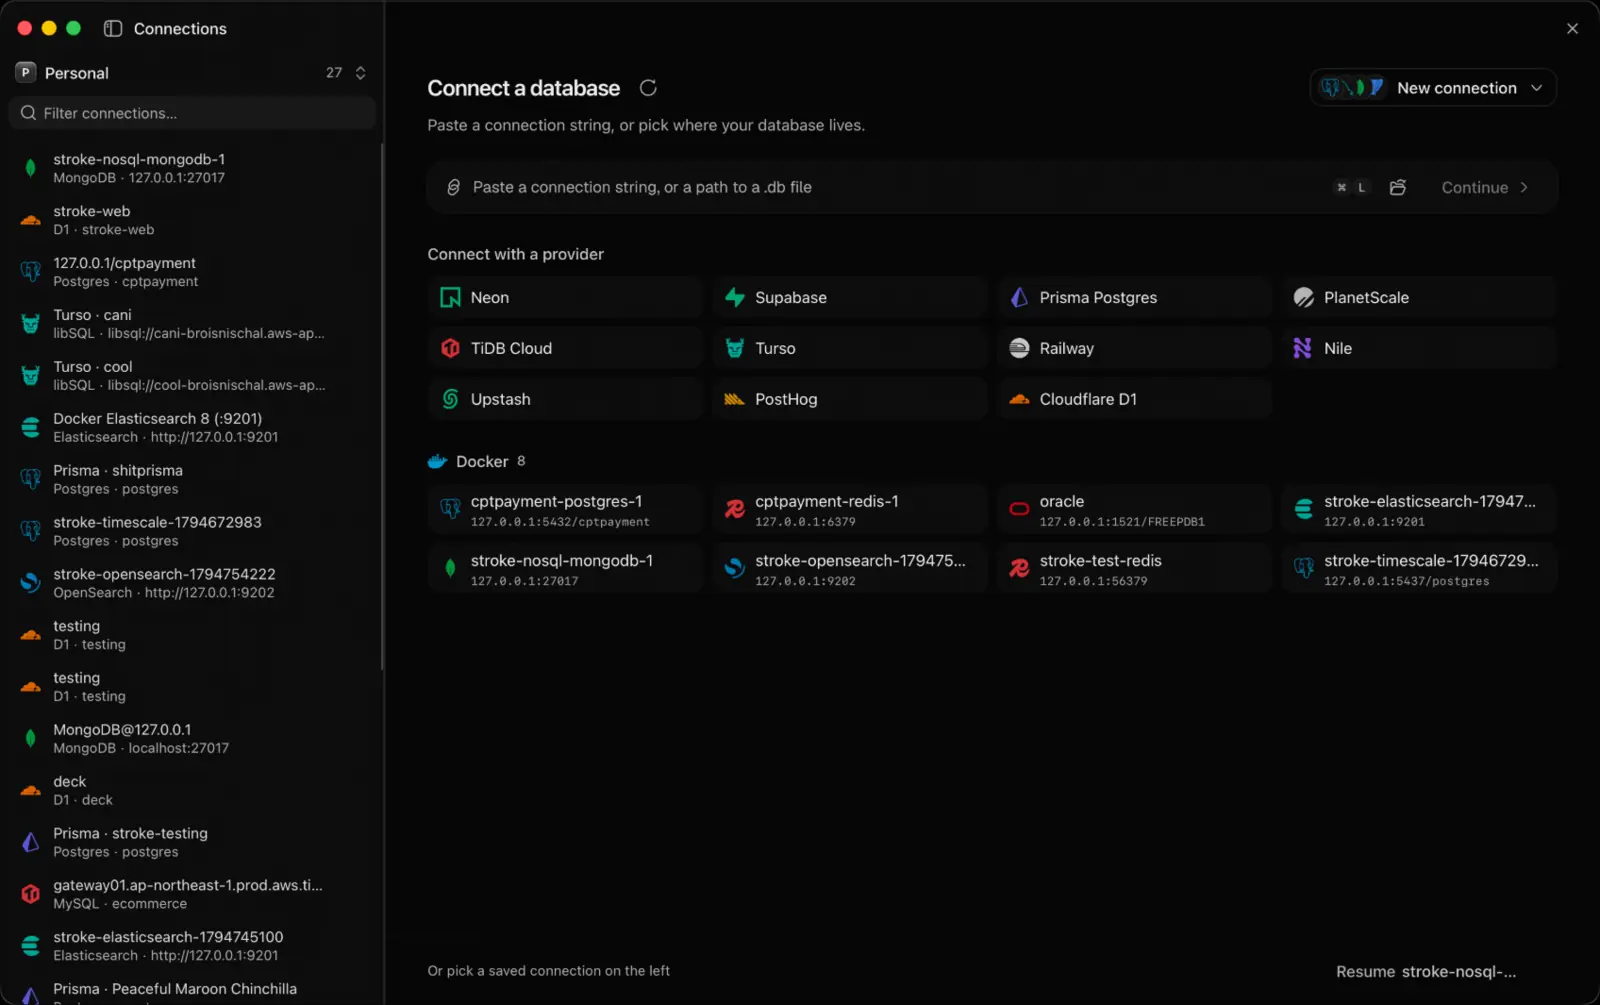 Connections
P Personal 27
Filter connections...
stroke-nosql-mongodb-1
MongoDB · 127.0.0.1:27017
stroke-web
D1 · stroke-web
127.0.0.1/cptpayment
Postgres · cptpayment
Turso · cani
libSQL · libsql://cani-broisnischal.aws-ap...
Turso · cool
libSQL · libsql://cool-broisnischal.aws-ap...
Docker Elasticsearch 8 (:9201)
Elasticsearch · http://127.0.0.1:9201
Prisma · shitprisma
Postgres · postgres
stroke-timescale-1794672983
Postgres · postgres
stroke-opensearch-1794754222
OpenSearch · http://127.0.0.1:9202
testing
D1 · testing
testing
D1 · testing
MongoDB@127.0.0.1
MongoDB · localhost:27017
deck
D1 · deck
Prisma · stroke-testing
Postgres · postgres
gateway01.ap-northeast-1.prod.aws.ti...
MySQL · ecommerce
stroke-elasticsearch-1794745100
Elasticsearch · http://127.0.0.1:9201
Prisma · Peaceful Maroon Chinchilla
Connect a database
New connection
Paste a connection string, or pick where your database lives.
Paste a connection string, or a path to a .db file ⌘ L Continue
Connect with a provider
Neon Supabase Prisma Postgres PlanetScale
TiDB Cloud Turso Railway Nile
Upstash PostHog Cloudflare D1
Docker 8
cptpayment-postgres-1 cptpayment-redis-1 oracle stroke-elasticsearch-17947...
127.0.0.1:5432/cptpayment 127.0.0.1:6379 127.0.0.1:1521/FREEPDB1 127.0.0.1:9201
stroke-nosql-mongodb-1 stroke-opensearch-179475... stroke-test-redis stroke-timescale-17946729...
127.0.0.1:27017 127.0.0.1:9202 127.0.0.1:56379 127.0.0.1:5437/postgres
Or pick a saved connection on the left
Resume stroke-nosql-...